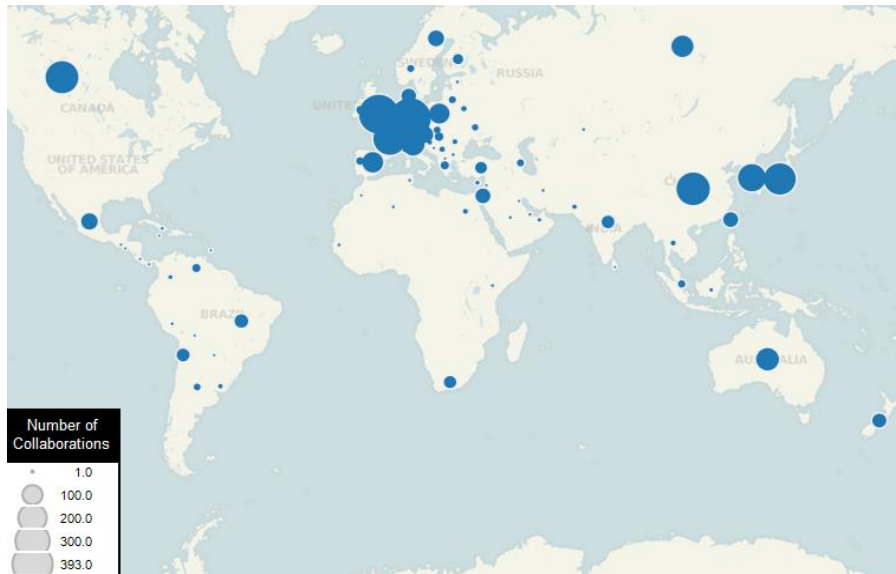 SWEDEN
RUSSIA
UNITED
CANADA
UNITED STATES
OF AMERICA
INDIA
BRAZIL
AUSTRALIA
Number of
Collaborations
1.0
100.0
200.0
300.0
393.0